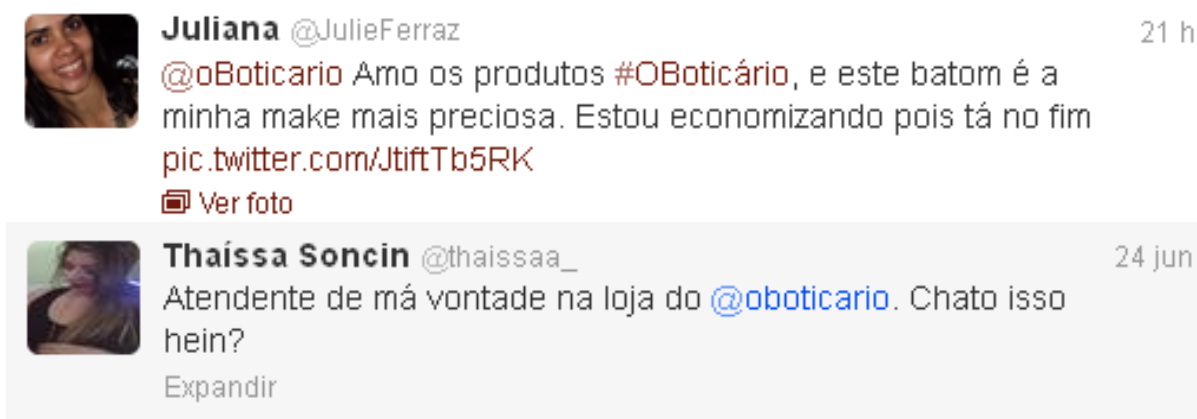 Juliana @JulieFerraz 21 h
@oBoticario Amo os produtos #OBoticário, e este batom é a
minha make mais preciosa. Estou economizando pois tá no fim
pic.twitter.com/JtiftTb5RK
Ver foto
Thaíssa Soncin @thaissaa_ 24 jun
Atendente de má vontade na loja do @oboticario. Chato isso
hein?
Expandir